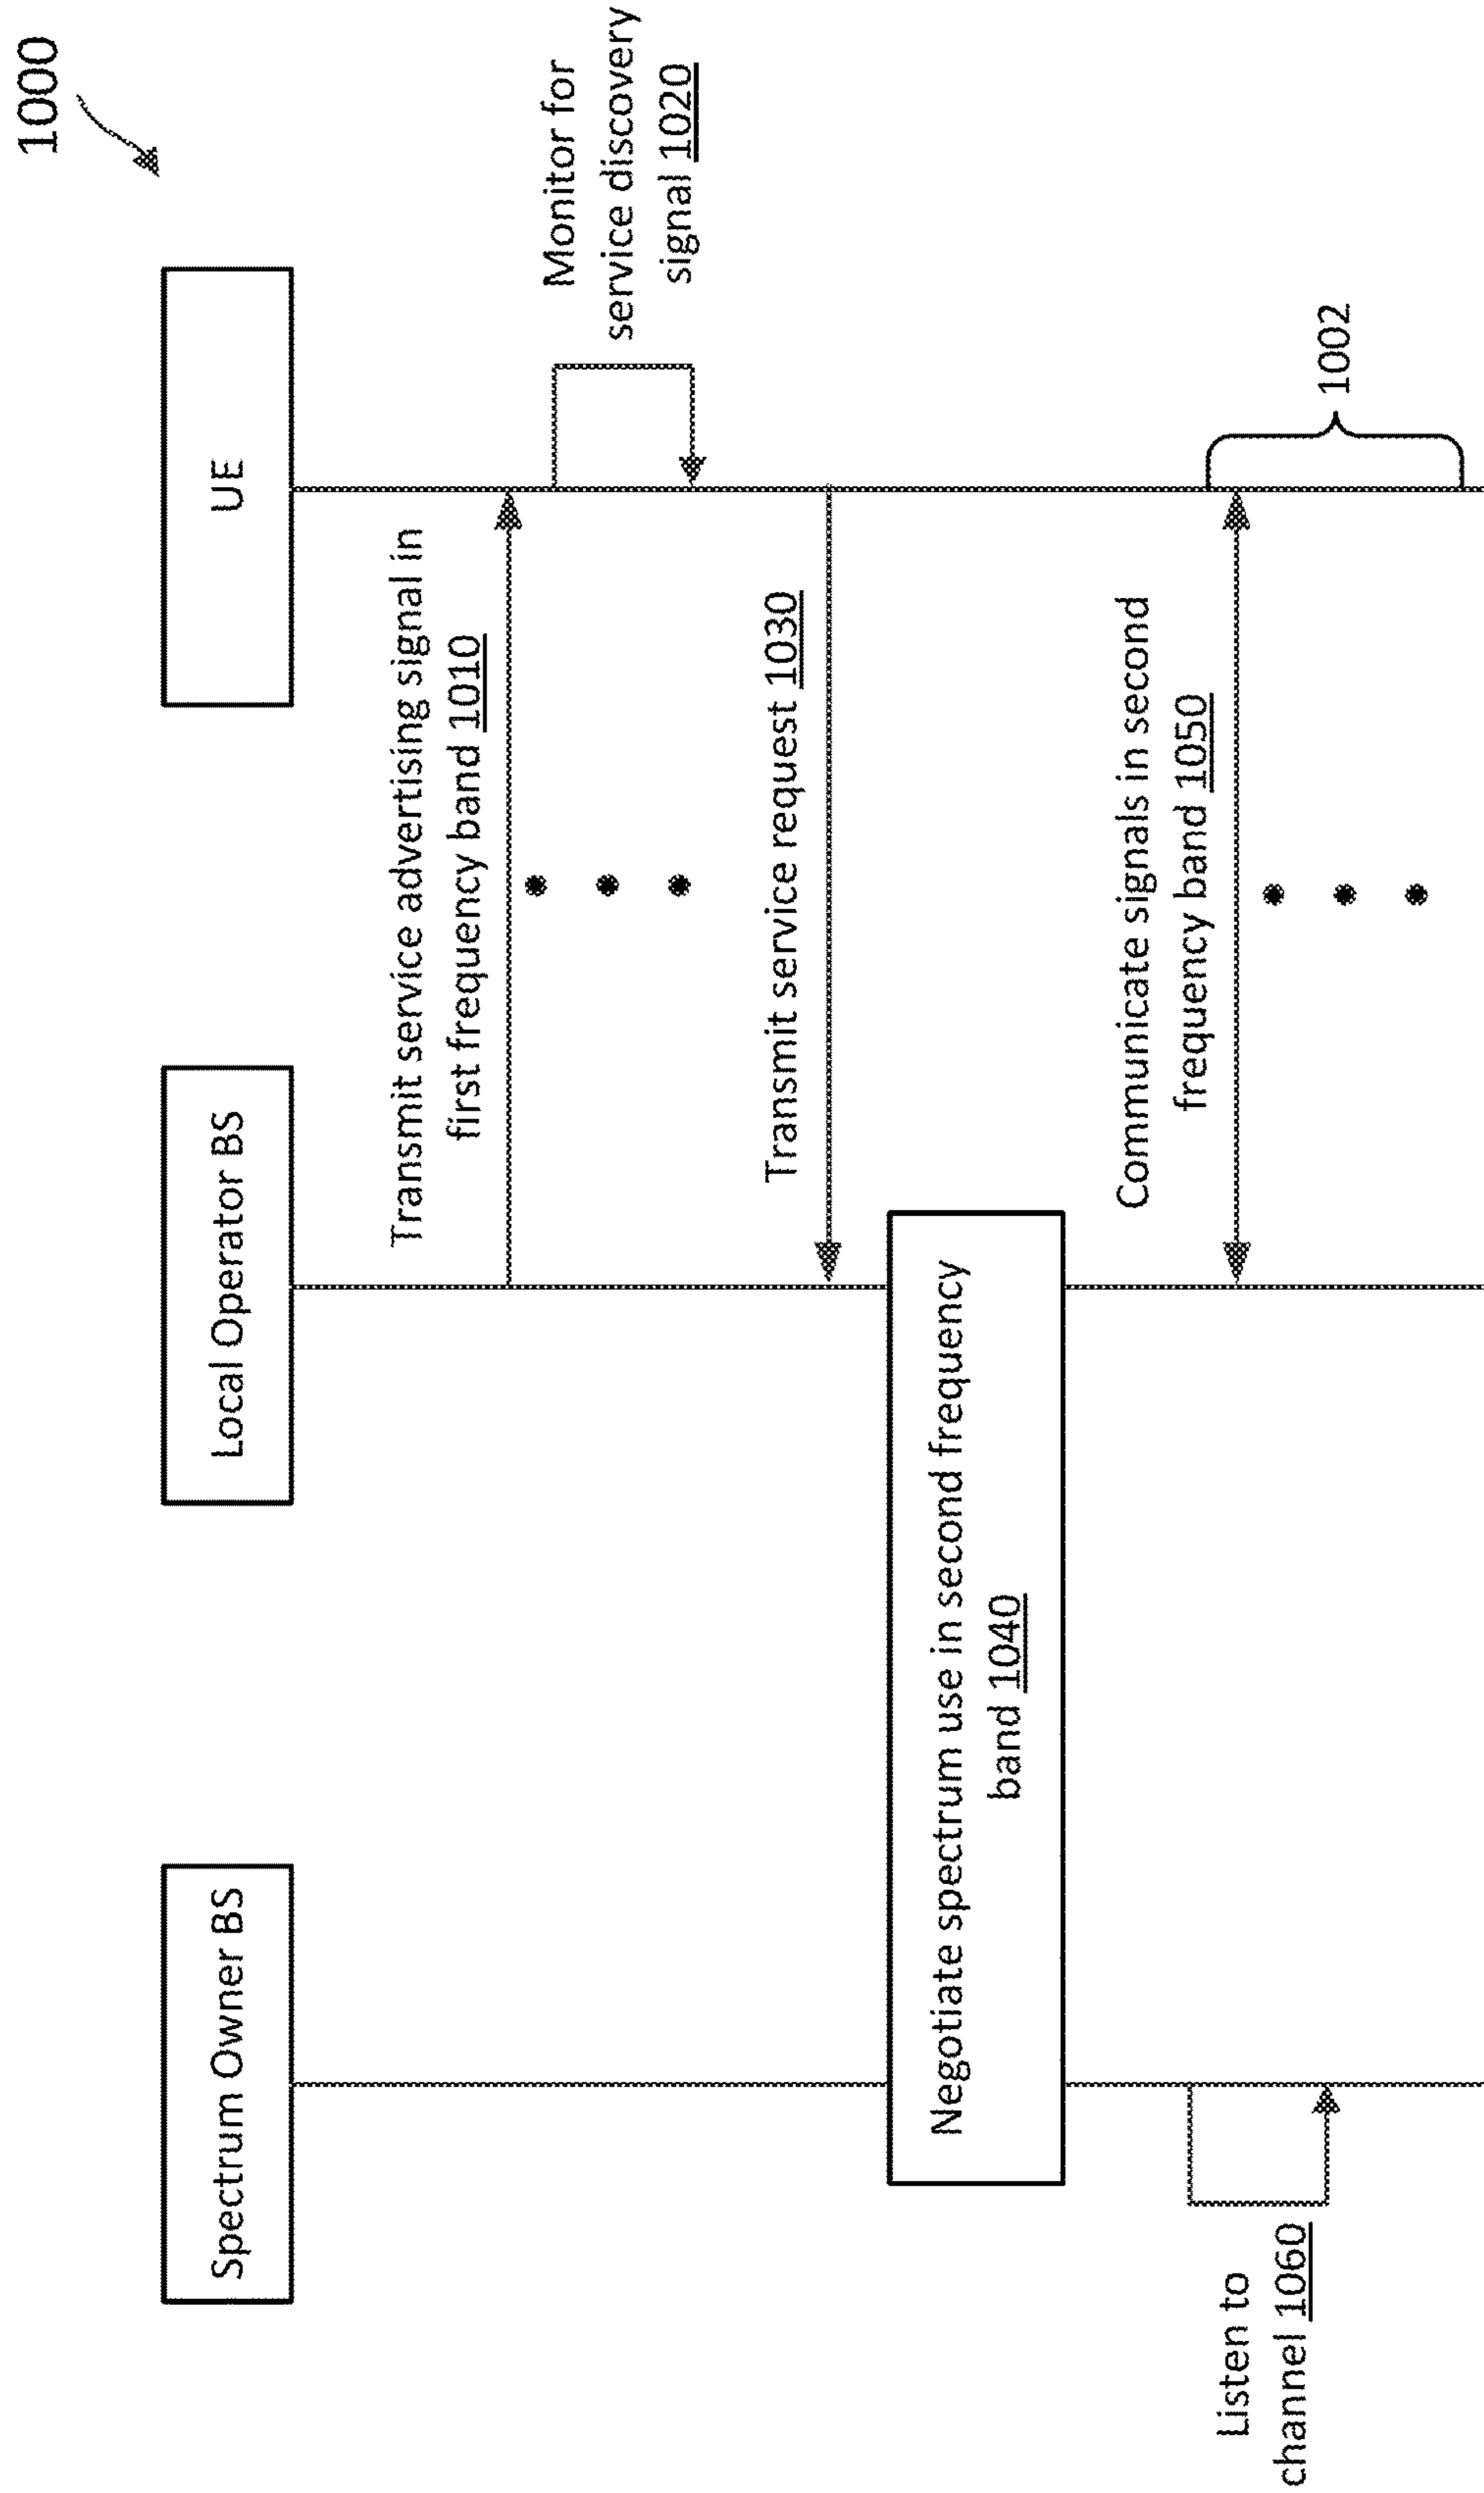 1000
Spectrum Owner BS
Local Operator BS
UE
Transmit service advertising signal in
first frequency band 1010
Monitor for
service discovery
signal 1020
Transmit service request 1030
Negotiate spectrum use in second frequency
band 1040
Communicate signals in second
frequency band 1050
Listen to
channel 1060
1002